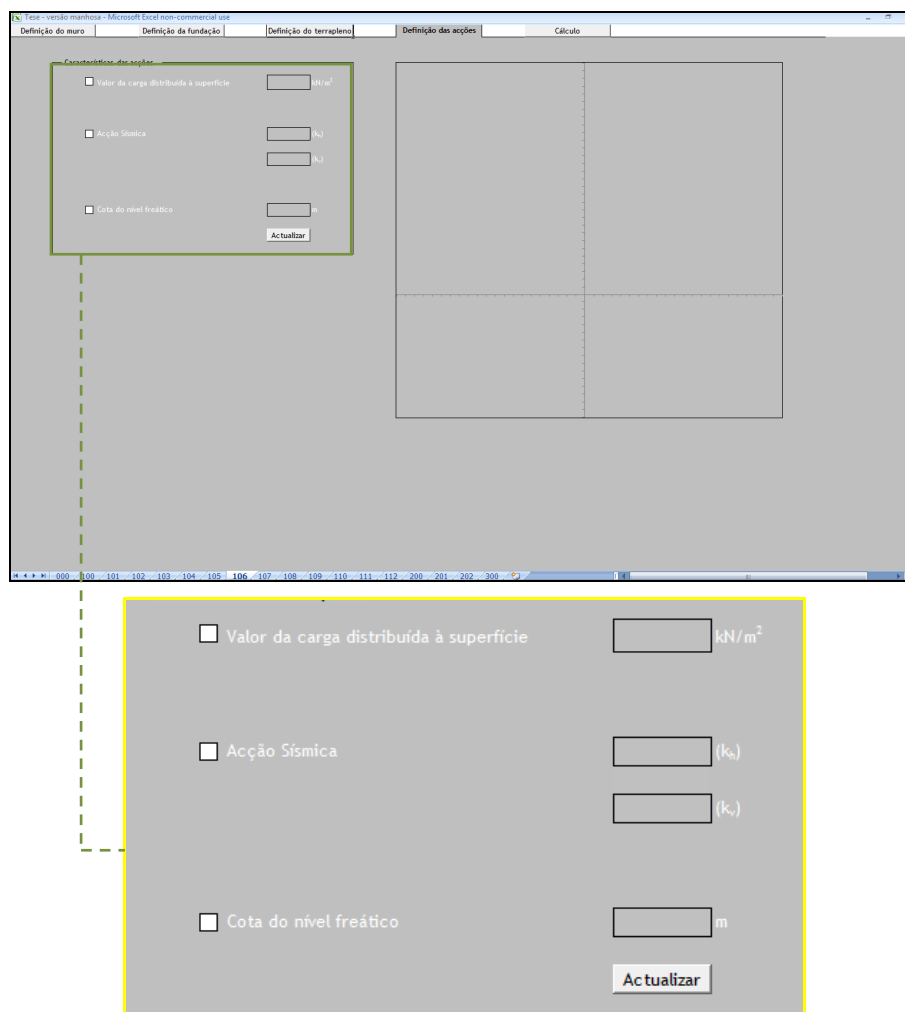 Tese - versão manhosa - Microsoft Excel non-commercial use
Definição do muro Definição da fundação Definição do terrapleno Definição das acções Cálculo
Características das acções
Valor da carga distribuída à superfície kN/m²
Acção Sísmica (kₕ)
(kᵥ)
Cota do nível freático m
Actualizar
000 100 101 102 103 104 105 106 107 108 109 110 111 112 200 201 202 300
Valor da carga distribuída à superfície kN/m²
Acção Sísmica (kₕ)
(kᵥ)
Cota do nível freático m
Actualizar